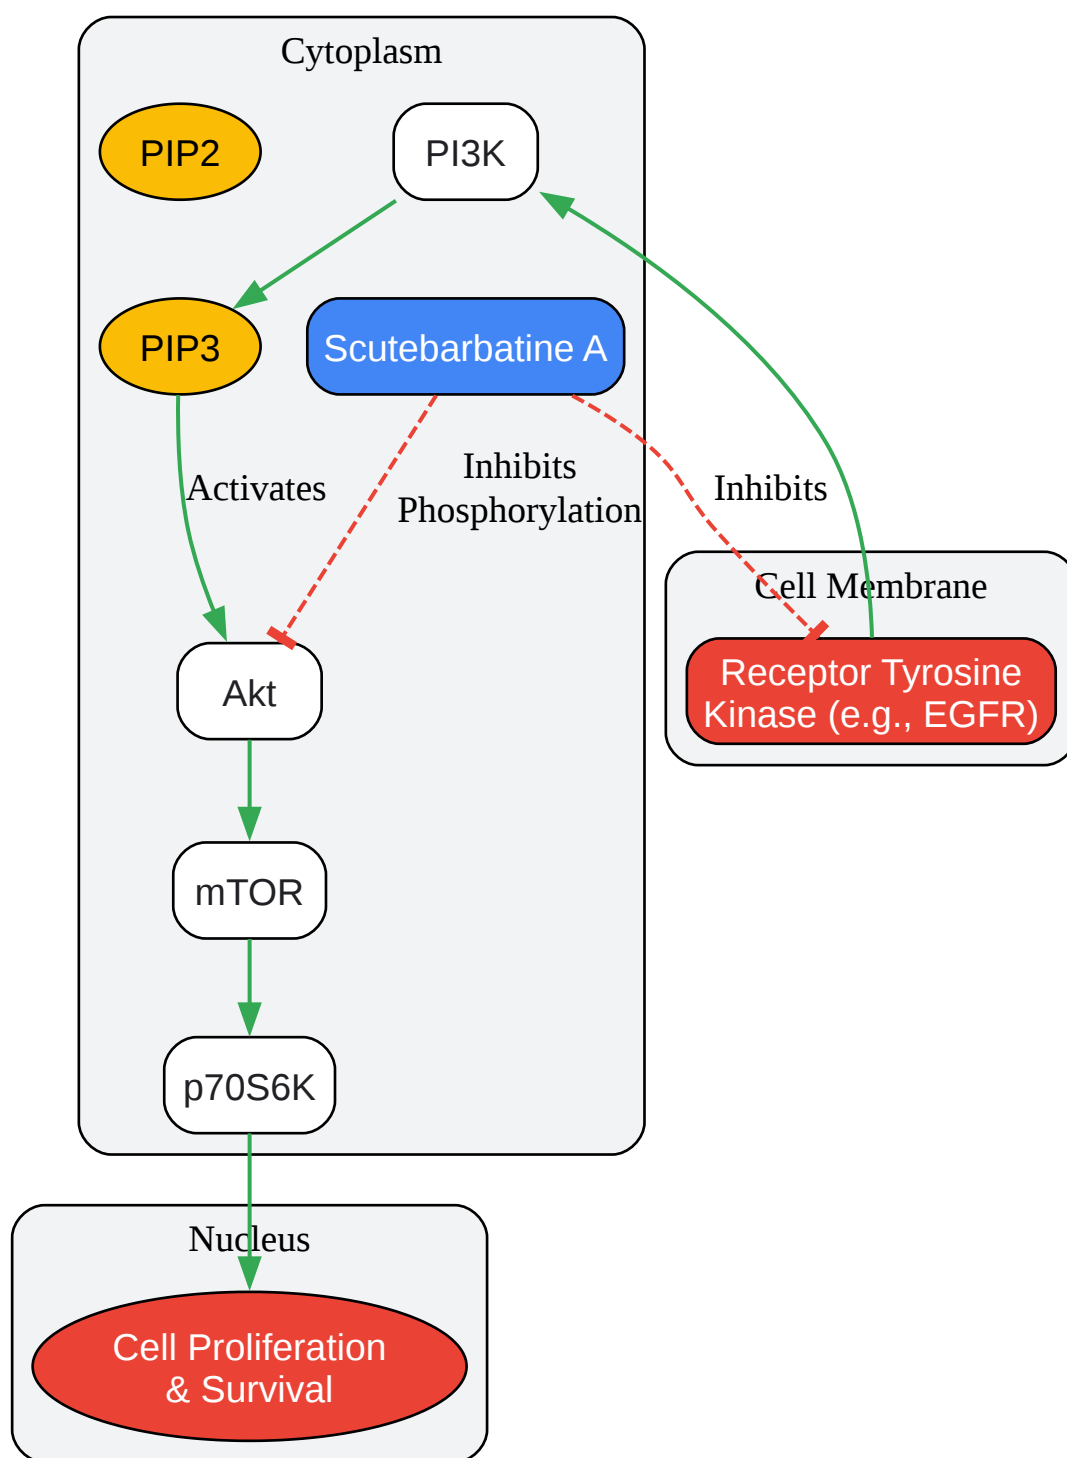 Cytoplasm
PIP2
PI3K
PIP3
Scutebarbatine A
Activates
Inhibits
Phosphorylation
Inhibits
Cell Membrane
Receptor Tyrosine
Kinase (e.g., EGFR)
Akt
mTOR
p70S6K
Nucleus
Cell Proliferation
& Survival